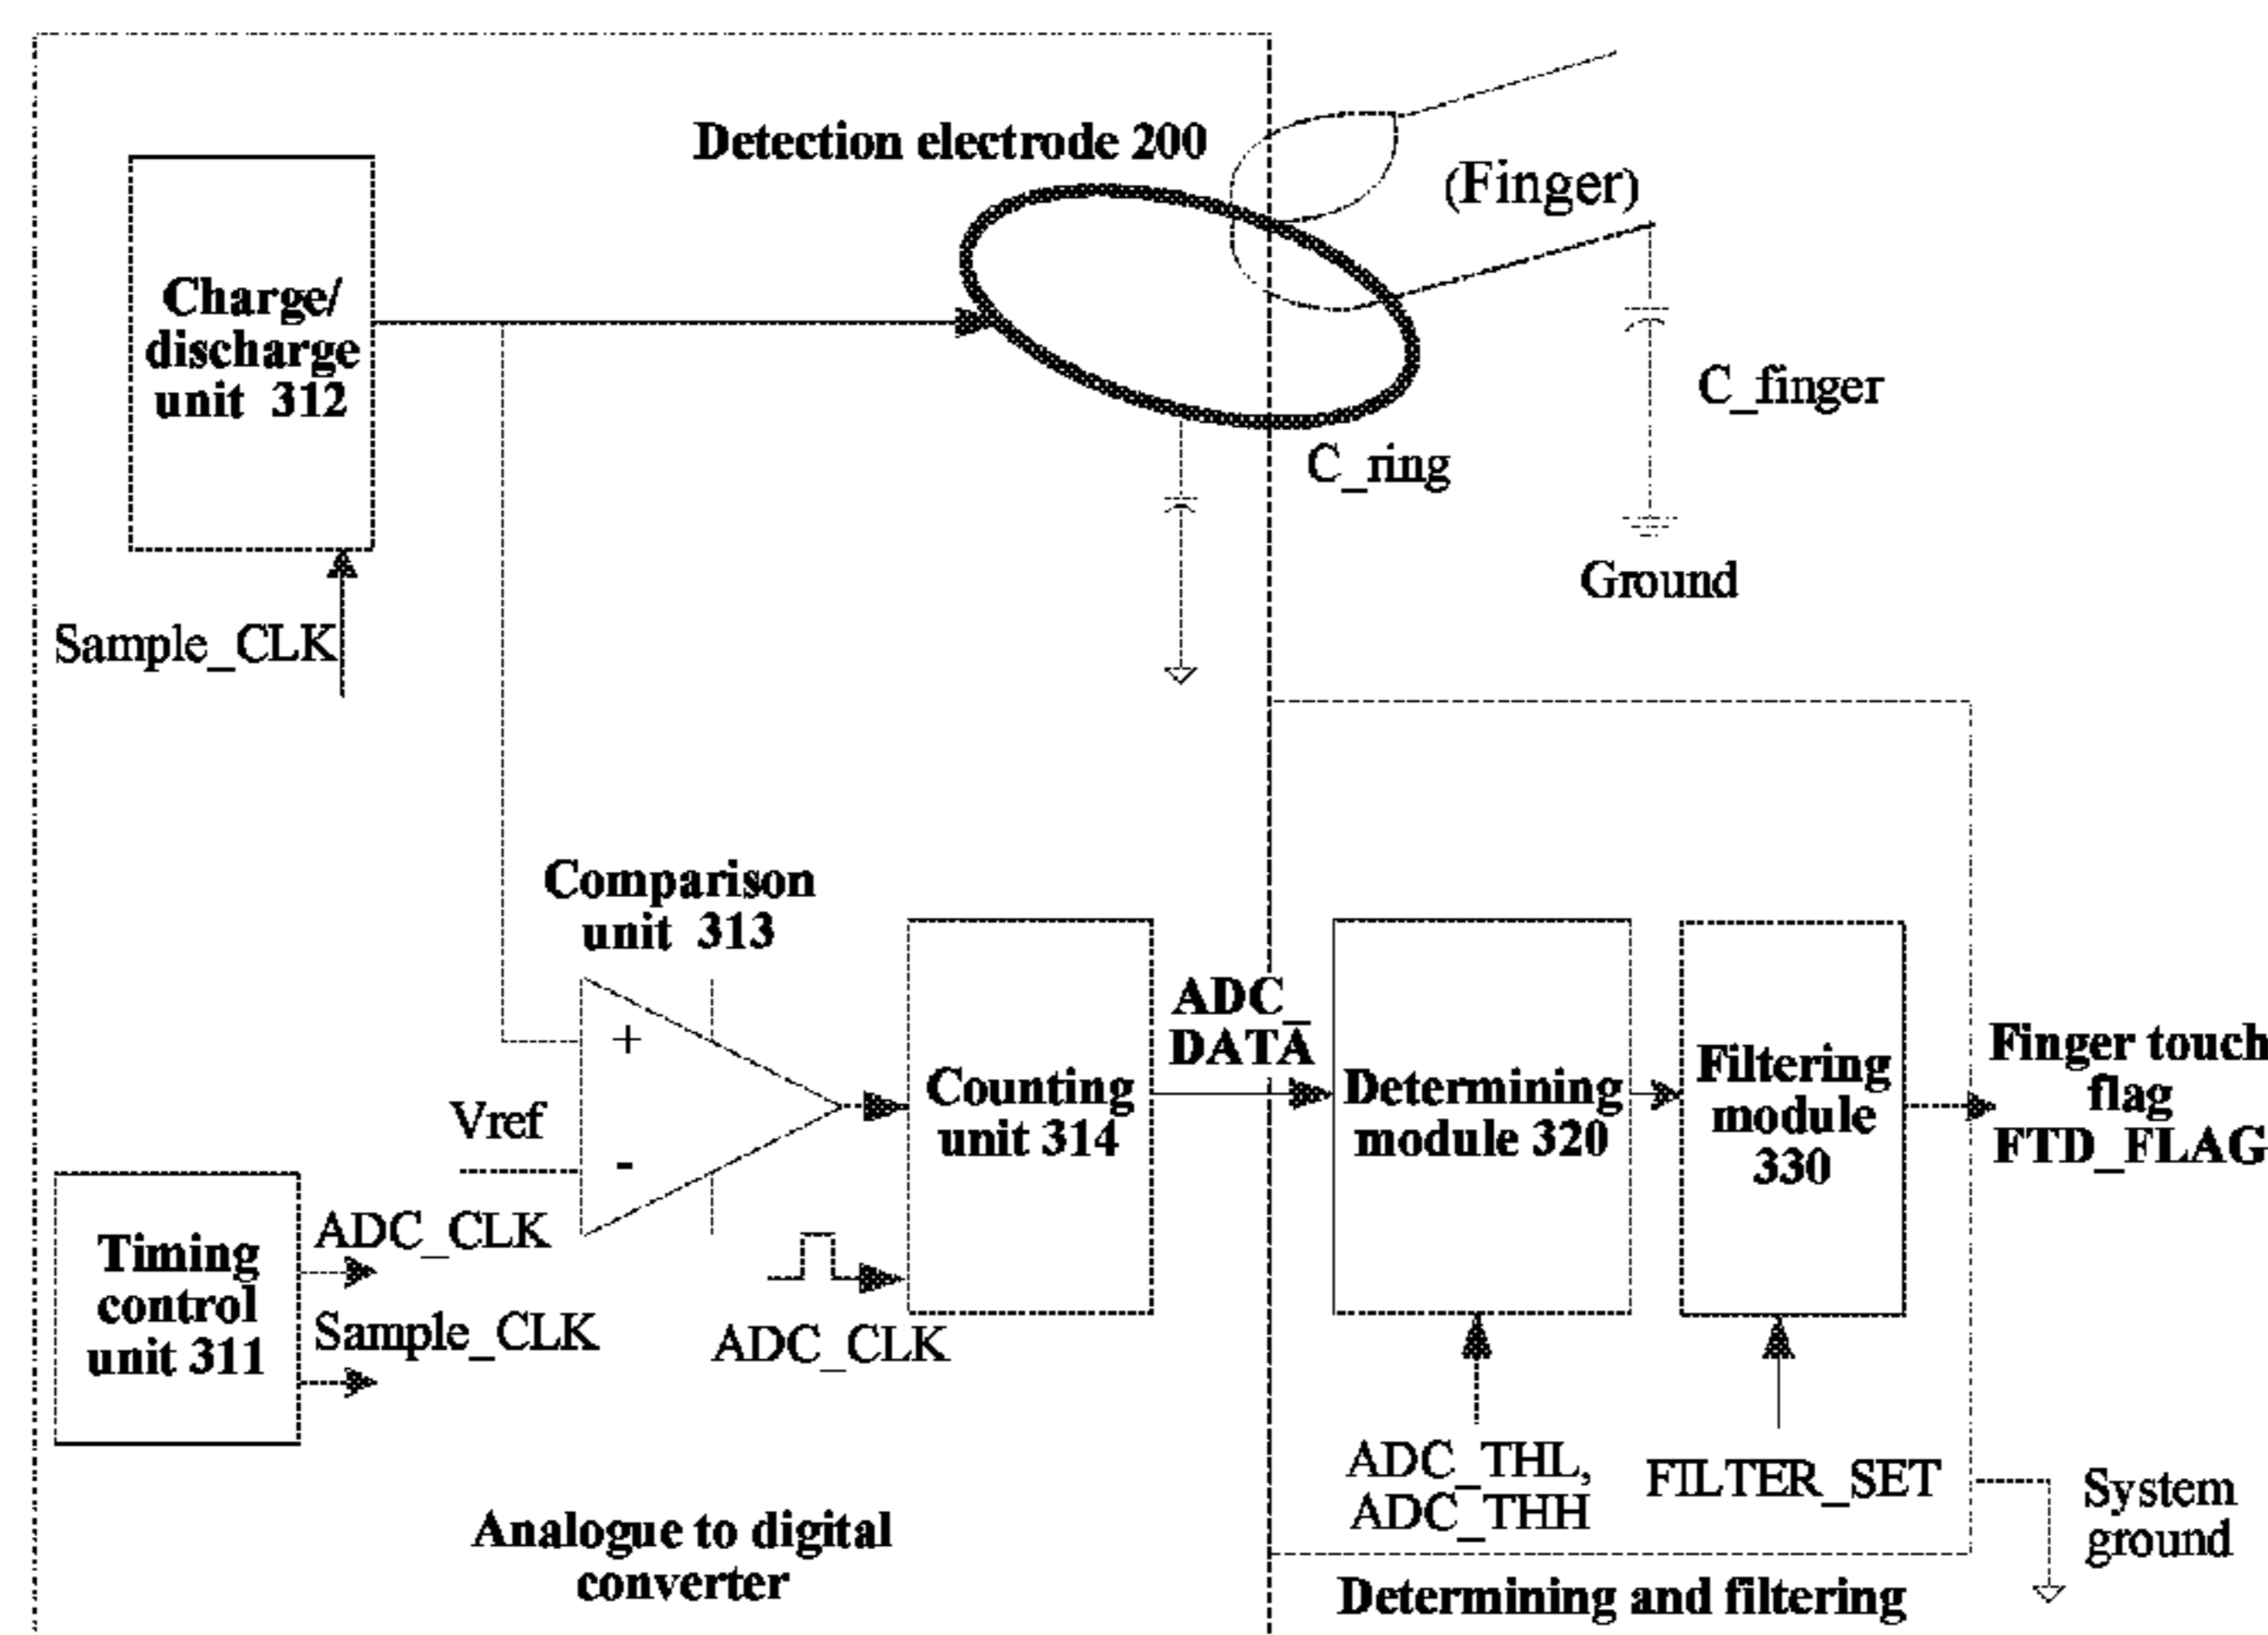 Detection electrode 200
(Finger)
Charge/
discharge
unit 312
C_finger
C_ring
Ground
Sample_CLK
Comparison
unit 313
+
Vref
-
Counting
unit 314
ADC_
DATA
Determining
module 320
Filtering
module
330
Finger touch
flag
FTD_FLAG
Timing
control
unit 311
ADC_CLK
Sample_CLK
ADC_CLK
ADC_THL,
ADC_THH
FILTER_SET
System
ground
Analogue to digital
converter
Determining and filtering